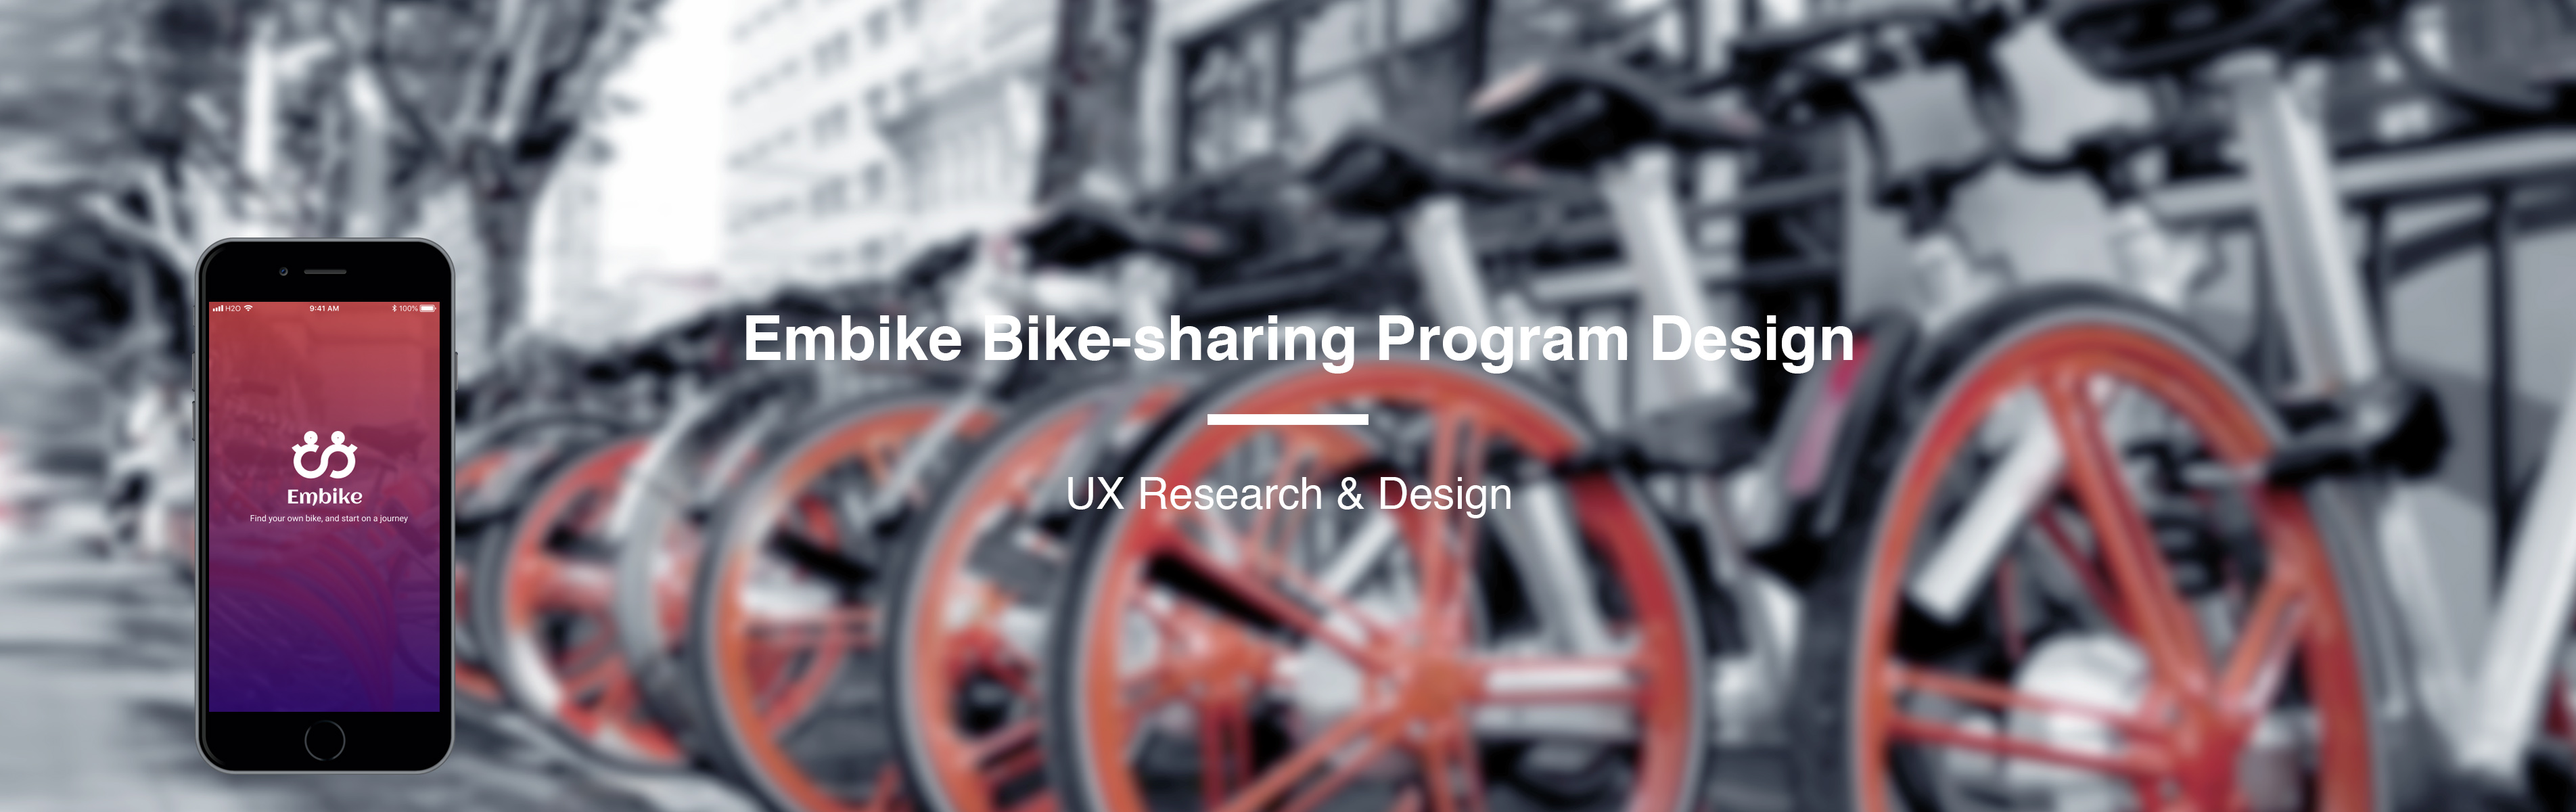 H2O 9:41 AM 100%
Embike
Find your own bike, and start on a journey
Embike Bike-sharing Program Design
UX Research & Design